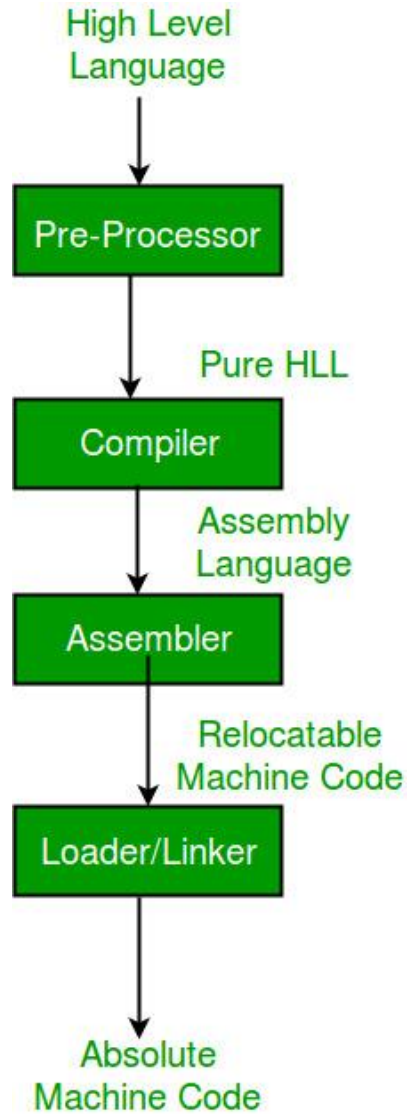 High Level
Language
Pre-Processor
Pure HLL
Compiler
Assembly
Language
Assembler
Relocatable
Machine Code
Loader/Linker
Absolute
Machine Code